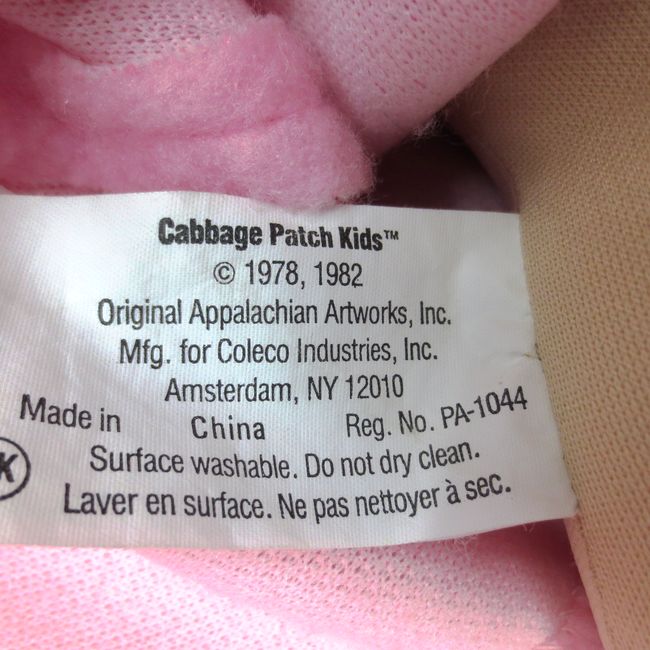 Cabbage Patch Kids™
© 1978, 1982
Original Appalachian Artworks, Inc.
Mfg. for Coleco Industries, Inc.
Amsterdam, NY 12010
Made in China Reg. No. PA-1044
Surface washable. Do not dry clean.
Laver en surface. Ne pas nettoyer à sec.